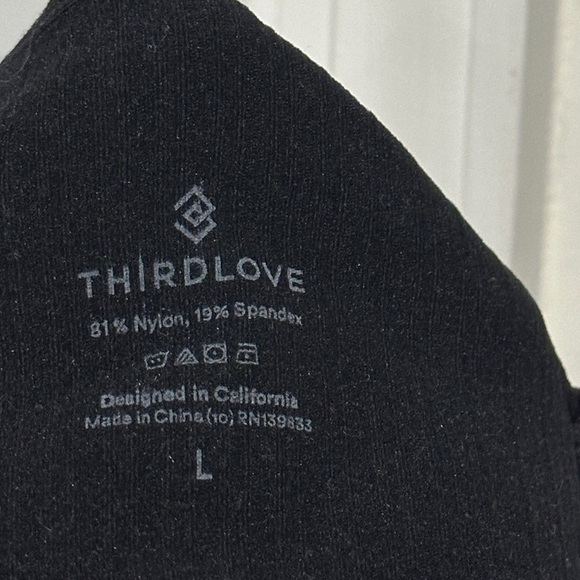 THIRDLOVE
81% Nylon, 19% Spandex
Designed in California
Made in China (10) RN139833
L